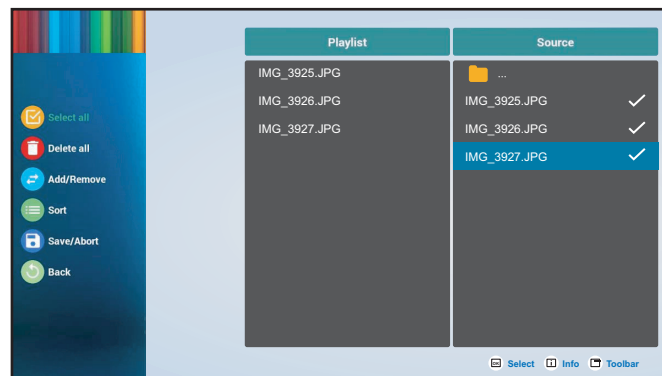 Select all
Delete all
Add/Remove
Sort
Save/Abort
Back
Playlist
IMG_3925.JPG
IMG_3926.JPG
IMG_3927.JPG
Source
...
IMG_3925.JPG
IMG_3926.JPG
IMG_3927.JPG
OK Select i Info Toolbar